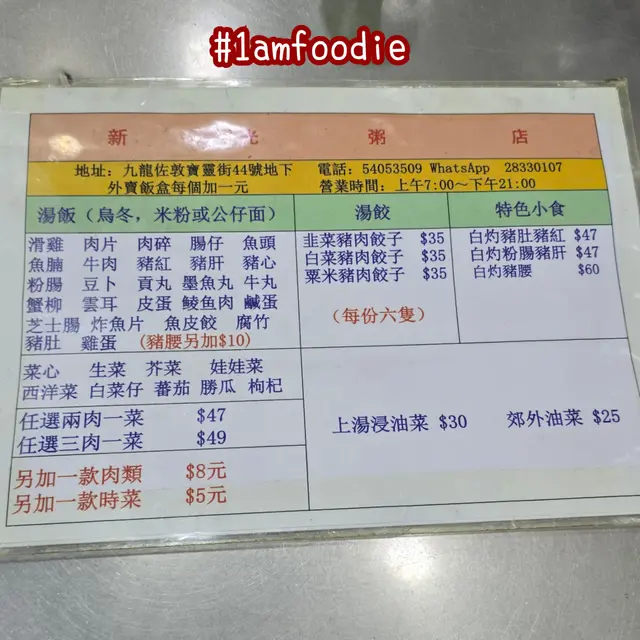 #1amfoodie
新 光 粥 店
地址：九龍佐敦寶靈街44號地下 電話：54053509 WhatsApp 28330107
外賣飯盒每個加一元 營業時間：上午7:00～下午21:00
湯飯（烏冬，米粉或公仔面） 湯餃 特色小食
滑雞 肉片 肉碎 腸仔 魚頭
魚腩 牛肉 豬紅 豬肝 豬心
粉腸 豆卜 貢丸 墨魚丸 牛丸
蟹柳 雲耳 皮蛋 鯪魚肉 鹹蛋
芝士腸 炸魚片 魚皮餃 腐竹
豬肚 雞蛋 (豬腰另加$10)
韭菜豬肉餃子 $35
白菜豬肉餃子 $35
粟米豬肉餃子 $35
（每份六隻）
白灼豬肚豬紅 $47
白灼粉腸豬肝 $47
白灼豬腰 $60
菜心 生菜 芥菜 娃娃菜
西洋菜 白菜仔 蕃茄 勝瓜 枸杞
任選兩肉一菜 $47
任選三肉一菜 $49
上湯浸油菜 $30 郊外油菜 $25
另加一款肉類 $8元
另加一款時菜 $5元